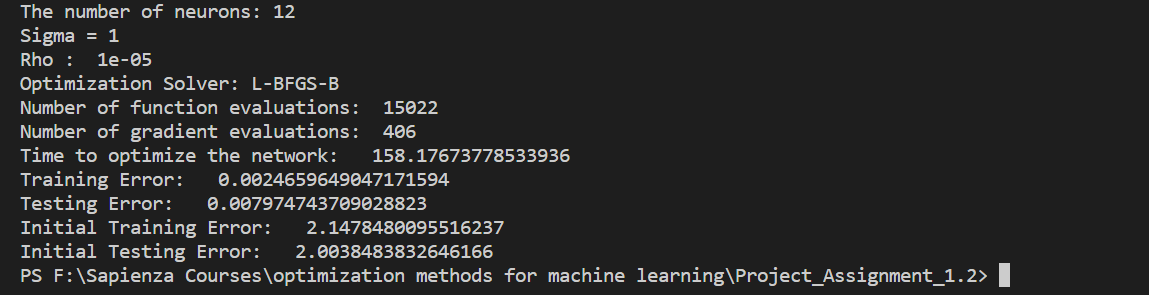 The number of neurons: 12
Sigma = 1
Rho :  1e-05
Optimization Solver: L-BFGS-B
Number of function evaluations:  15022
Number of gradient evaluations:  406
Time to optimize the network:   158.17673778533936
Training Error:   0.0024659649047171594
Testing Error:   0.007974743709028823
Initial Training Error:   2.1478480095516237
Initial Testing Error:   2.0038483832646166
PS F:\Sapienza Courses\optimization methods for machine learning\Project_Assignment_1.2>